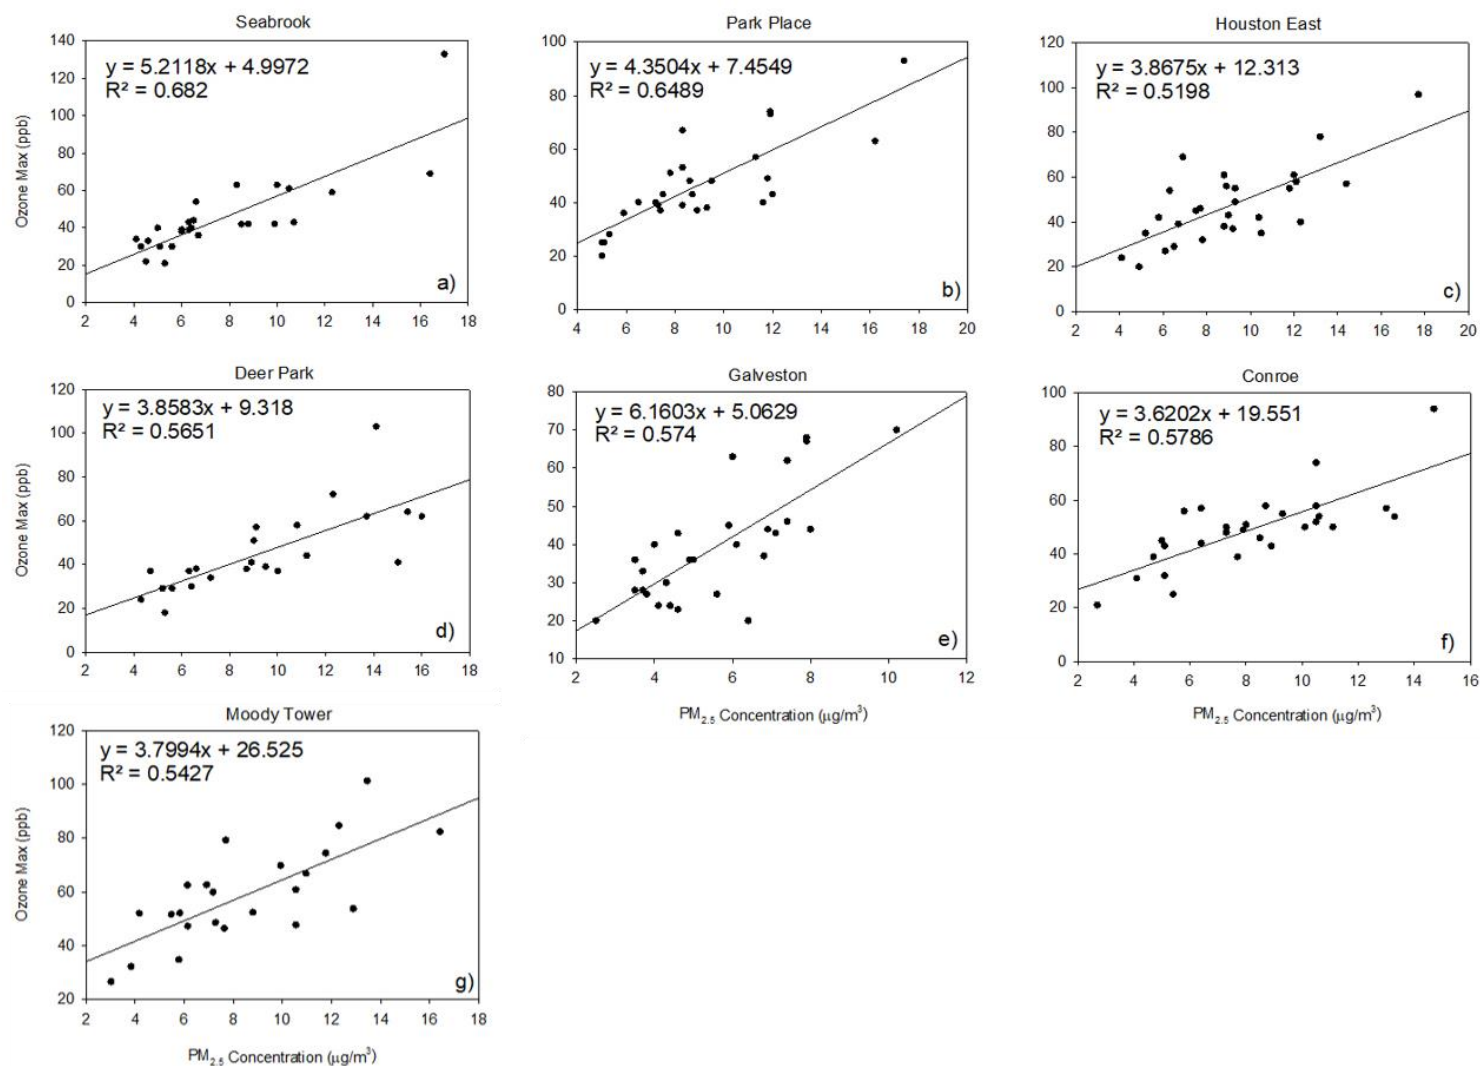 Seabrook
y = 5.2118x + 4.9972
R² = 0.682
Ozone Max (ppb)
140
120
100
80
60
40
20
0
2 4 6 8 10 12 14 16 18
a)
Park Place
y = 4.3504x + 7.4549
R² = 0.6489
100
80
60
40
20
0
4 6 8 10 12 14 16 18 20
b)
Houston East
y = 3.8675x + 12.313
R² = 0.5198
120
100
80
60
40
20
0
2 4 6 8 10 12 14 16 18 20
c)
Deer Park
y = 3.8583x + 9.318
R² = 0.5651
Ozone Max (ppb)
120
100
80
60
40
20
0
2 4 6 8 10 12 14 16 18
d)
Galveston
y = 6.1603x + 5.0629
R² = 0.574
80
70
60
50
40
30
20
10
2 4 6 8 10 12
e)
PM2.5 Concentration (μg/m³)
Conroe
y = 3.6202x + 19.551
R² = 0.5786
100
80
60
40
20
0
2 4 6 8 10 12 14 16
f)
PM2.5 Concentration (μg/m³)
Moody Tower
y = 3.7994x + 26.525
R² = 0.5427
Ozone Max (ppb)
120
100
80
60
40
20
2 4 6 8 10 12 14 16 18
g)
PM2.5 Concentration (μg/m³)